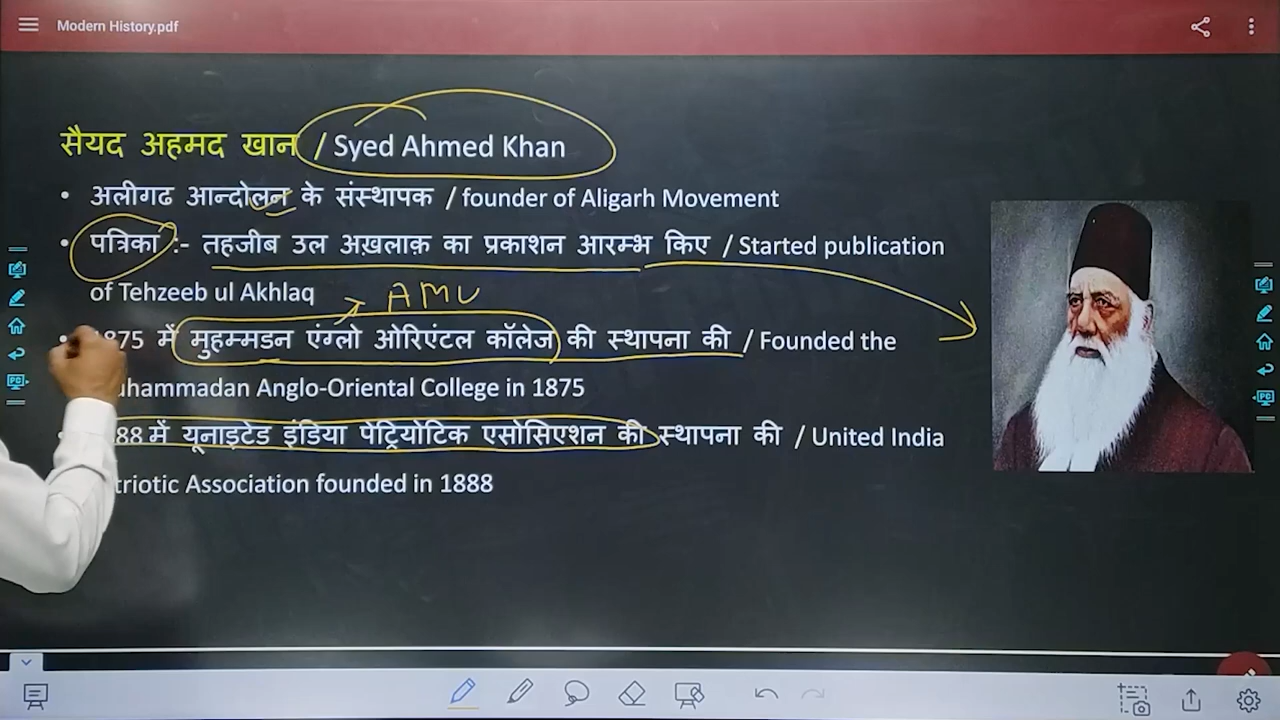 Modern History.pdf
सैयद अहमद खान / Syed Ahmed Khan
• अलीगढ आन्दोलन के संस्थापक / founder of Aligarh Movement
• पत्रिका :- तहजीब उल अख़लाक़ का प्रकाशन आरम्भ किए / Started publication
of Tehzeeb ul Akhlaq
AMU
75 में मुहम्मडन एंग्लो ओरिएंटल कॉलेज की स्थापना की / Founded the
uhammadan Anglo-Oriental College in 1875
88 में यूनाइटेड इंडिया पेट्रियोटिक एसोसिएशन की स्थापना की / United India
triotic Association founded in 1888